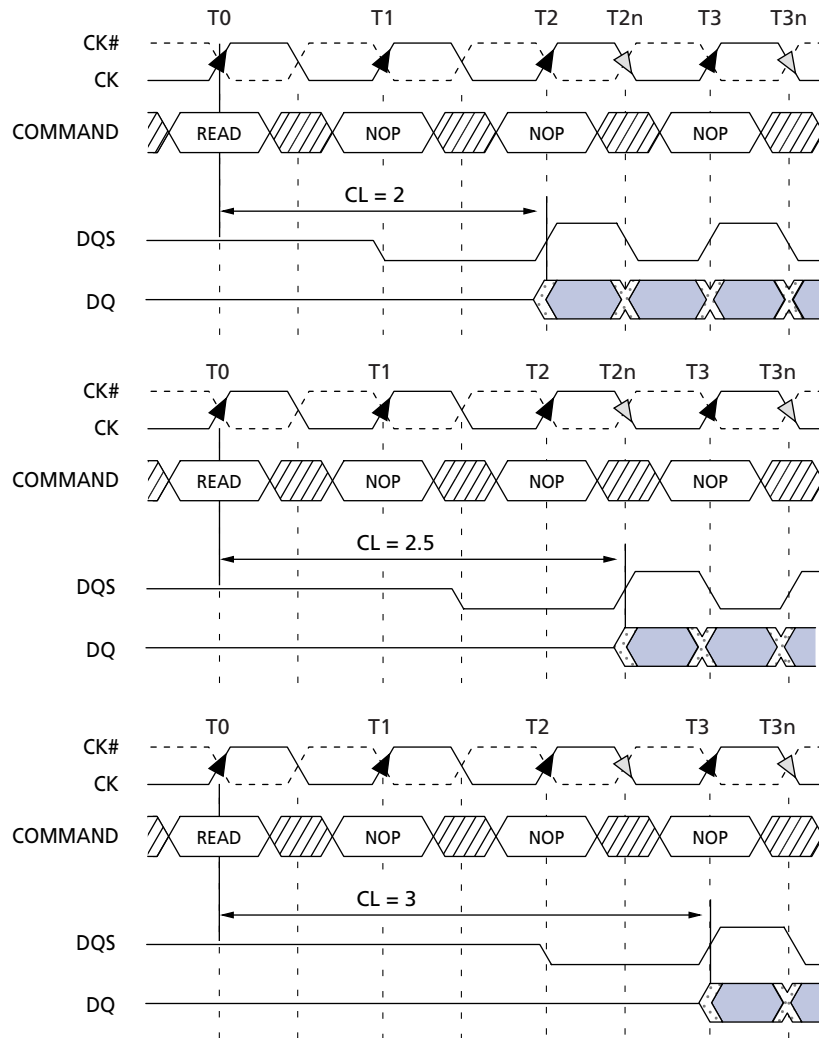 T0 T1 T2 T2n T3 T3n
CK#
CK
COMMAND READ NOP NOP NOP
CL = 2
DQS
DQ
T0 T1 T2 T2n T3 T3n
CK#
CK
COMMAND READ NOP NOP NOP
CL = 2.5
DQS
DQ
T0 T1 T2 T3 T3n
CK#
CK
COMMAND READ NOP NOP NOP
CL = 3
DQS
DQ